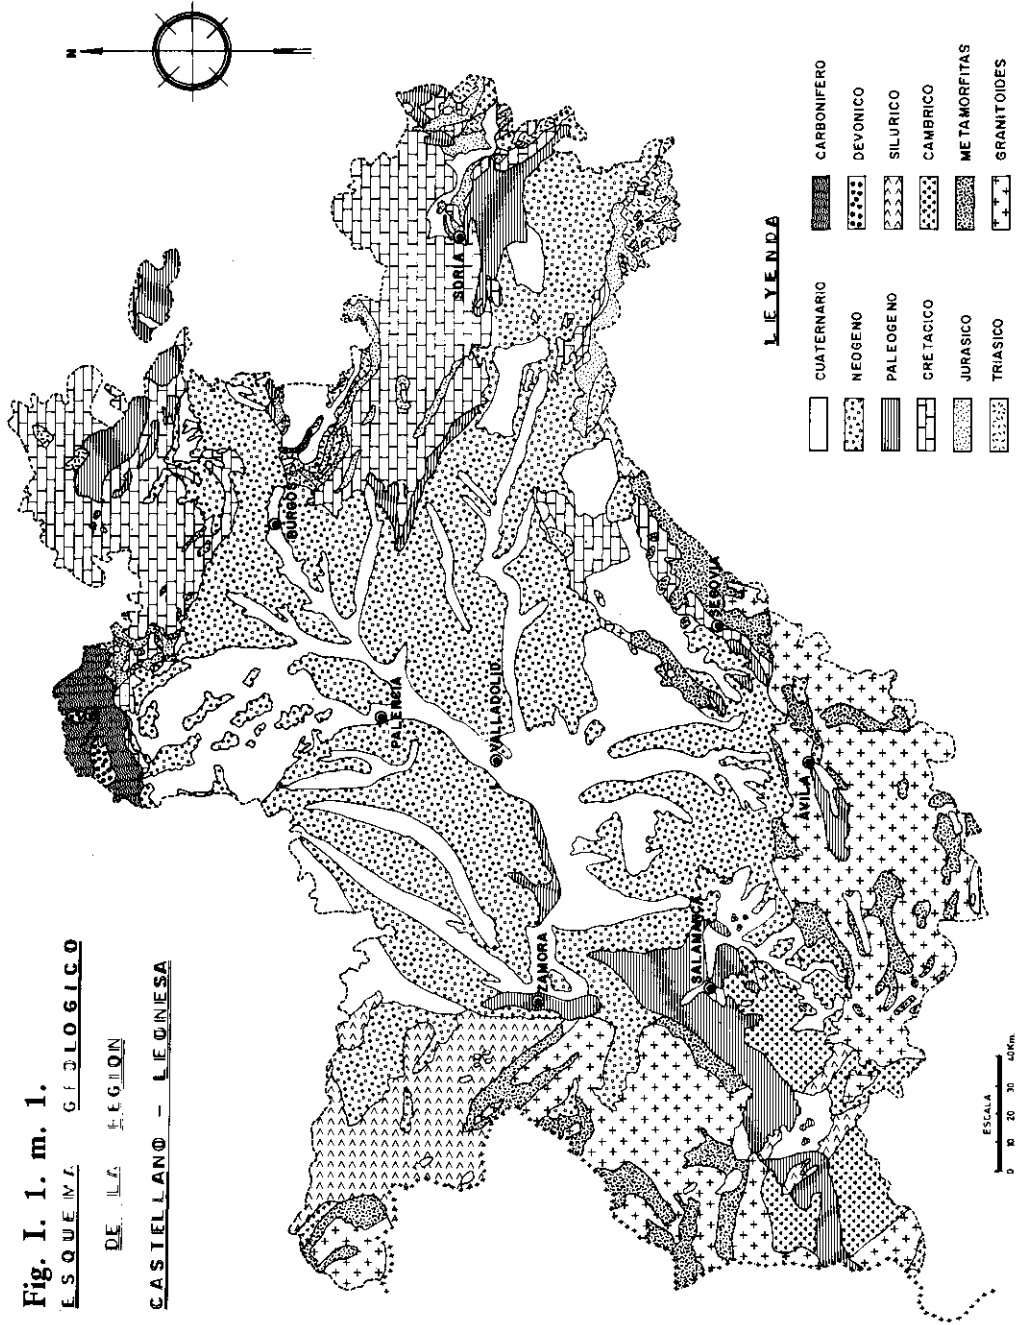 Fig. I. 1. m. 1.
ESQUEMA GEOLOGICO
DE LA REGION
CASTELLANO - LEONESA
N
BURGOS
SORIA
PALENCIA
VALLADOLID
ZAMORA
SEGOVIA
SALAMANCA
AVILA
LEYENDA
CUATERNARIO
NEOGENO
PALEOGENO
CRETACICO
JURASICO
TRIASICO
CARBONIFERO
DEVONICO
SILURICO
CAMBRICO
METAMORFITAS
GRANITOIDES
ESCALA
0 10 20 30 40Km.